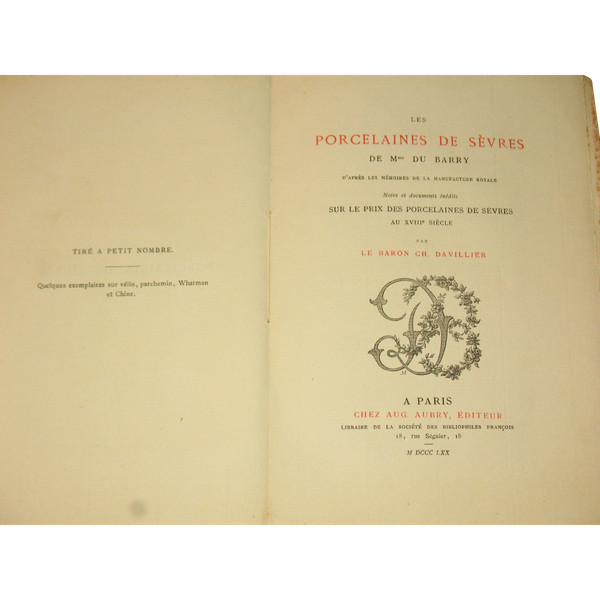 TIRÉ A PETIT NOMBRE.
Quelques exemplaires sur vélin, parchemin, Whatman
et Chine.
LES
PORCELAINES DE SÈVRES
DE Mme DU BARRY
D'APRÈS LES MÉMOIRES DE LA MANUFACTURE ROYALE
Notes et documents inédits
SUR LE PRIX DES PORCELAINES DE SÈVRES
AU XVIIIe SIÈCLE
PAR
LE BARON CH. DAVILLIER
A PARIS
CHEZ AUG. AUBRY, ÉDITEUR
LIBRAIRE DE LA SOCIÉTÉ DES BIBLIOPHILES FRANÇOIS
18, rue Séguier, 18
M DCCC LXX